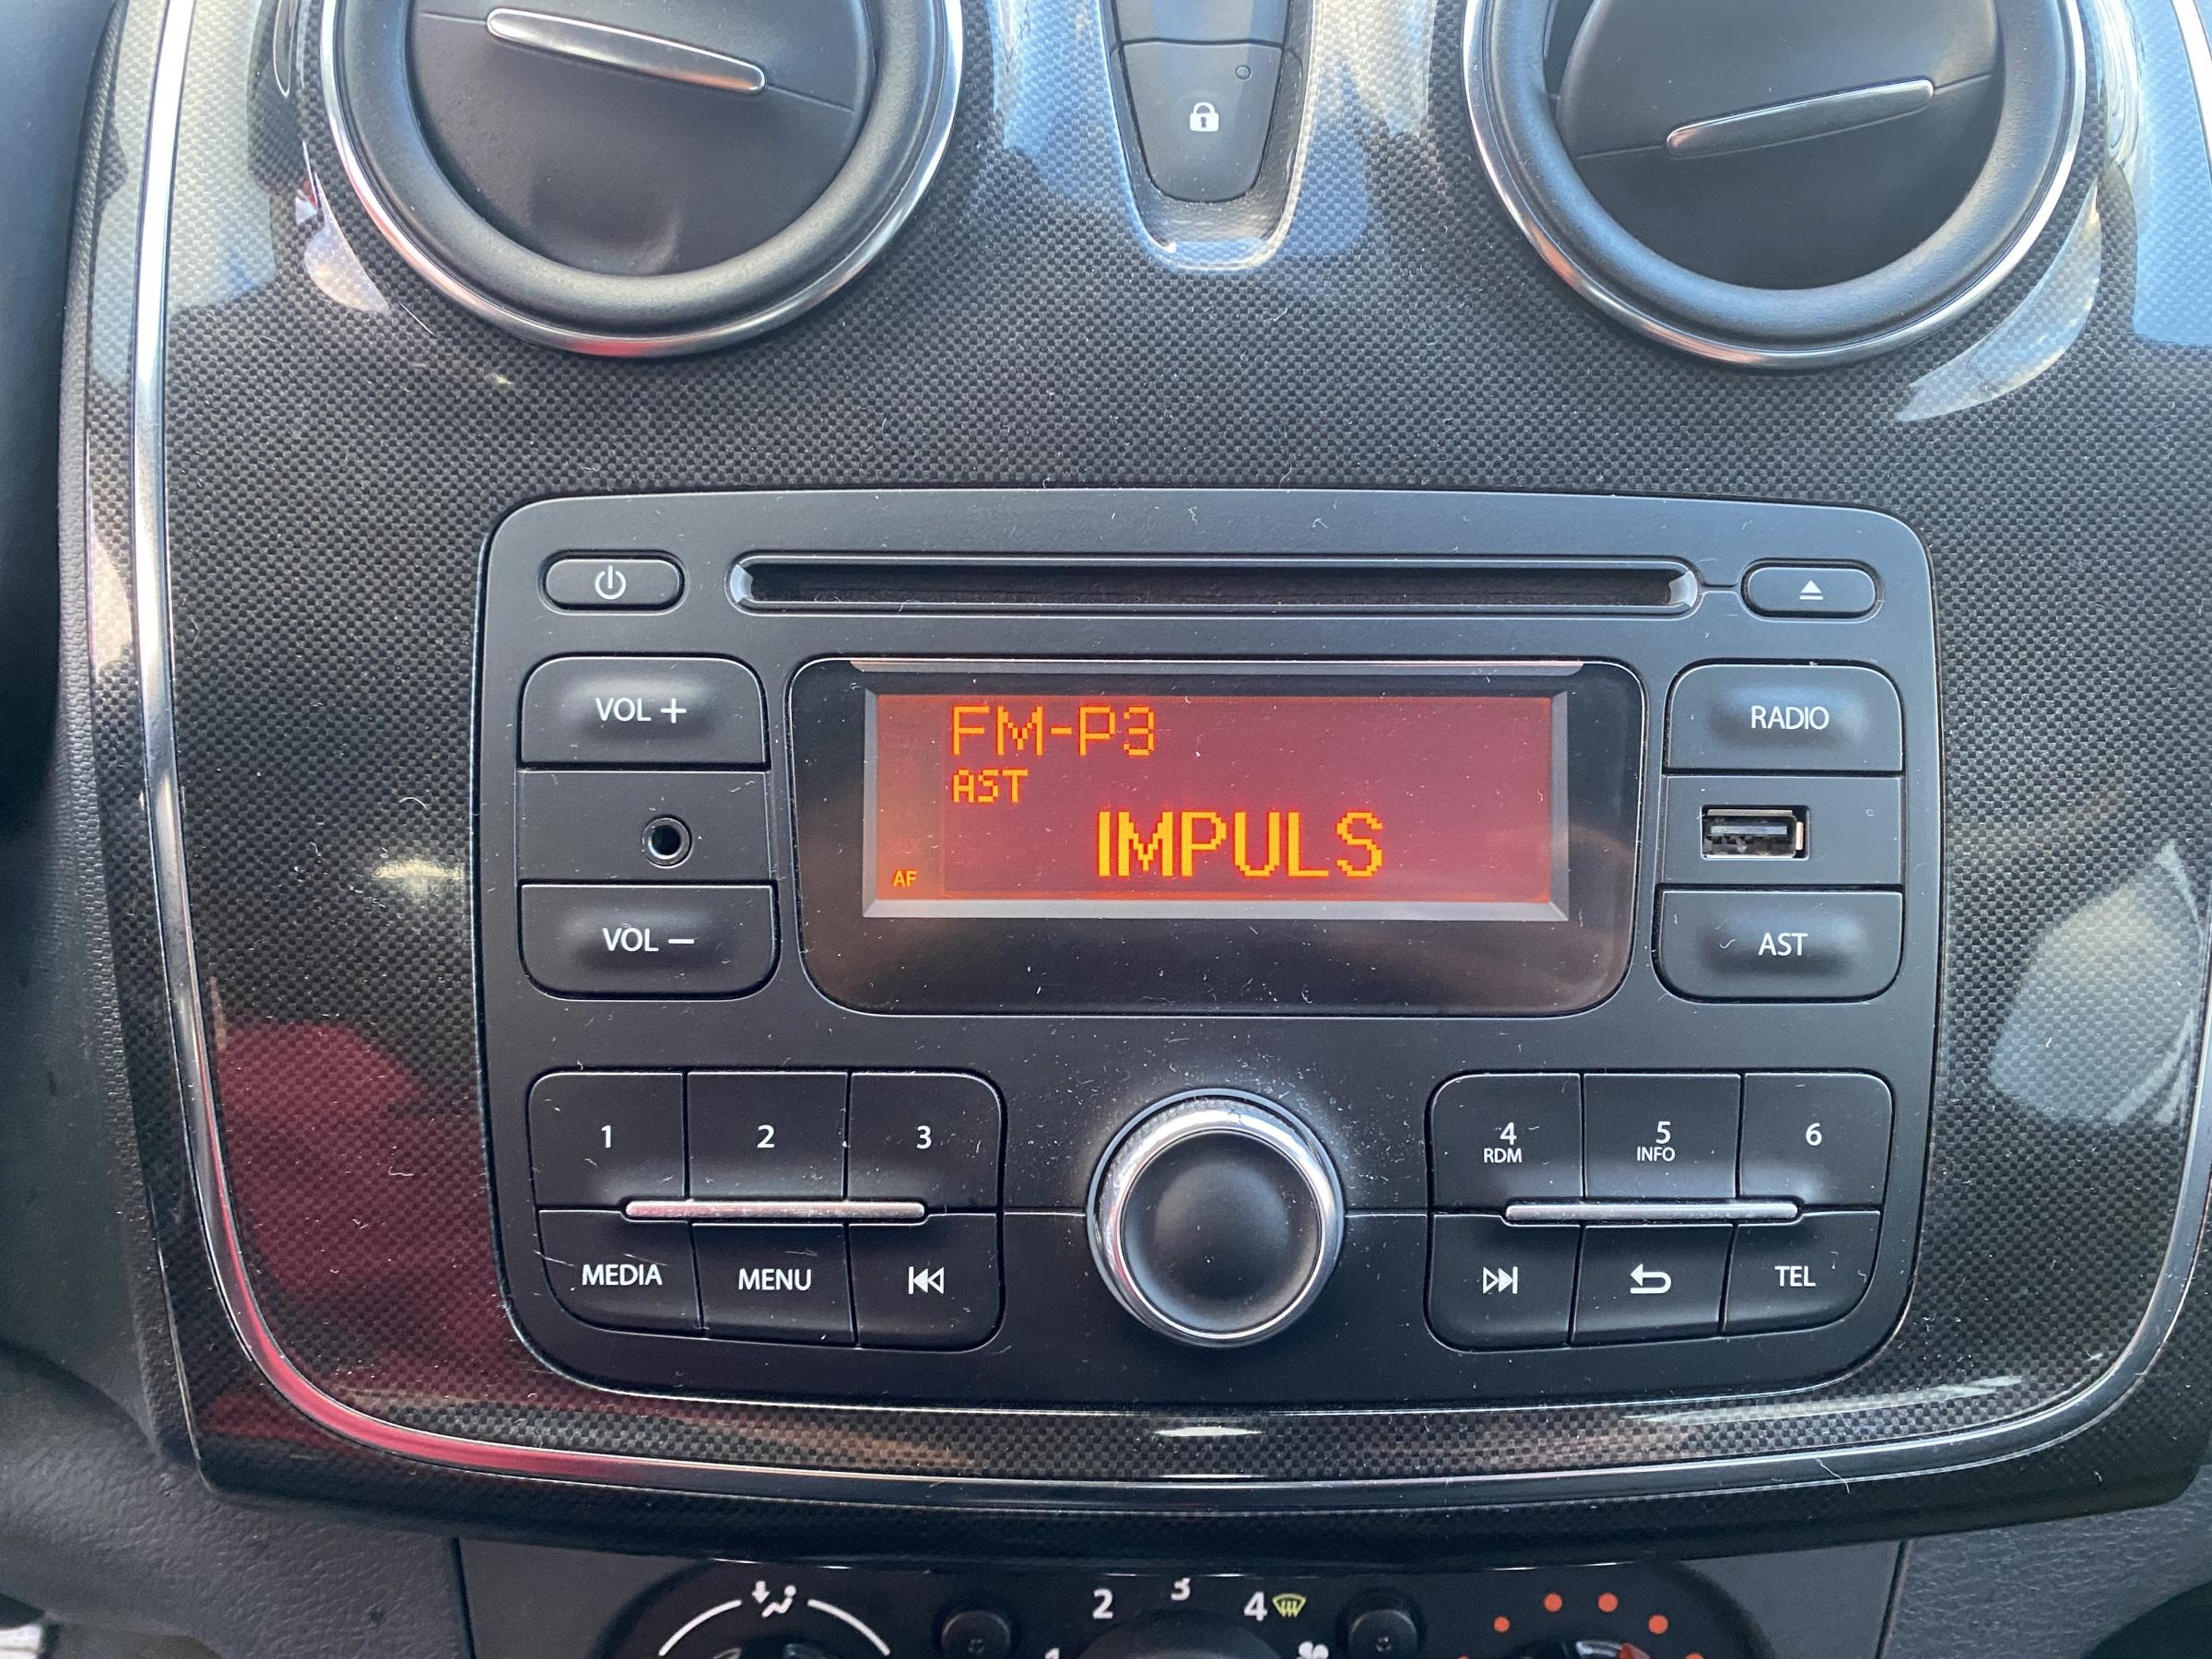 VOL +
RADIO
FM-P3
AST
IMPULS
AF
VOL −
AST
1 2 3
4 5 6
RDM INFO
MEDIA MENU
TEL
2 3 4